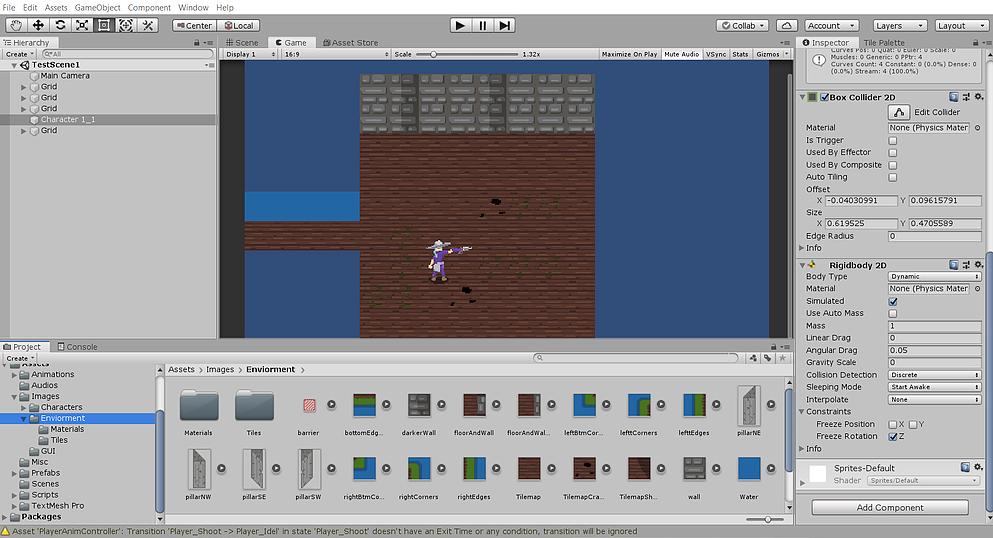 File Edit Assets GameObject Component Window Help
Center Local Collab Account Layers Layout
Hierarchy
Create All
TestScene1
Main Camera
Grid
Grid
Grid
Character 1_1
Grid
Scene Game Asset Store
Display 1 16:9 Scale 1.32x Maximize On Play Mute Audio VSync Stats Gizmos
Inspector Tile Palette
Curves Pos: 0 Quat: 0 Euler: 0 Scale: 0
Muscles: 0 Generic: 0 PPtr: 4
Curves Count: 4 Constant: 0 (0.0%) Dense: 0
(0.0%) Stream: 4 (100.0%)
Box Collider 2D
Edit Collider
Material None (Physics Mater
Is Trigger
Used By Effector
Used By Composite
Auto Tiling
Offset
X -0.04030991 Y 0.09615791
Size
X 0.619525 Y 0.4705589
Edge Radius 0
Info
Rigidbody 2D
Body Type Dynamic
Material None (Physics Mater
Simulated
Use Auto Mass
Mass 1
Linear Drag 0
Angular Drag 0.05
Gravity Scale 0
Collision Detection Discrete
Sleeping Mode Start Awake
Interpolate None
Constraints
Freeze Position X Y
Freeze Rotation Z
Info
Sprites-Default
Shader Sprites/Default
Add Component
Project Console
Create
Assets
Animations
Audios
Images
Characters
Enviorment
Materials
Tiles
GUI
Misc
Prefabs
Scenes
Scripts
TextMesh Pro
Packages
Assets Images Enviorment
Materials Tiles barrier bottomEdg... darkerWall floorAndWall floorAndWal... leftBtmCor... lefttCorners lefttEdges pillarNE
pillarNW pillarSE pillarSW rightBtmCo... rightCorners rightEdges Tilemap TilemapCra... TilemapSh... wall Water
Asset 'PlayerAnimController': Transition 'Player_Shoot -> Player_Idel' in state 'Player_Shoot' doesn't have an Exit Time or any condition, transition will be ignored